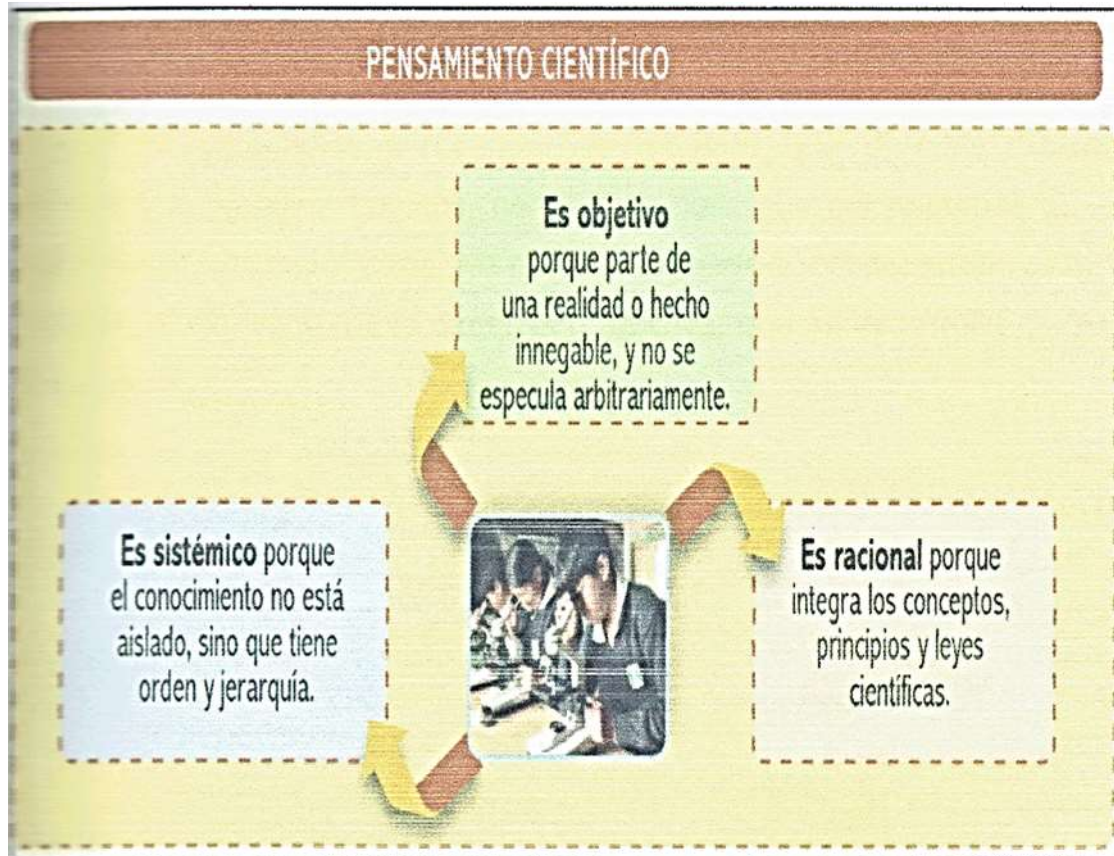 PENSAMIENTO CIENTÍFICO
Es objetivo
porque parte de
una realidad o hecho
innegable, y no se
especula arbitrariamente.
Es sistémico porque
el conocimiento no está
aislado, sino que tiene
orden y jerarquía.
Es racional porque
integra los conceptos,
principios y leyes
científicas.